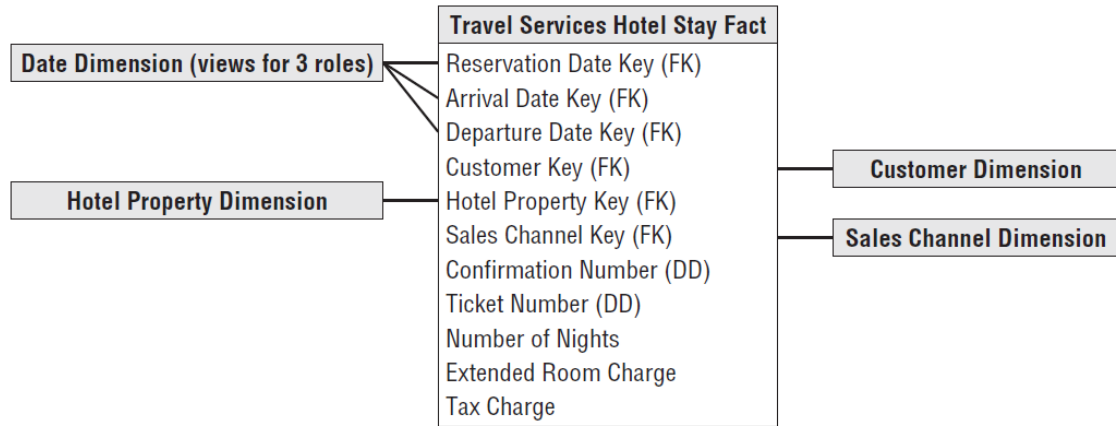 Travel Services Hotel Stay Fact
Date Dimension (views for 3 roles)
Reservation Date Key (FK)
Arrival Date Key (FK)
Departure Date Key (FK)
Customer Key (FK)
Customer Dimension
Hotel Property Dimension
Hotel Property Key (FK)
Sales Channel Key (FK)
Sales Channel Dimension
Confirmation Number (DD)
Ticket Number (DD)
Number of Nights
Extended Room Charge
Tax Charge